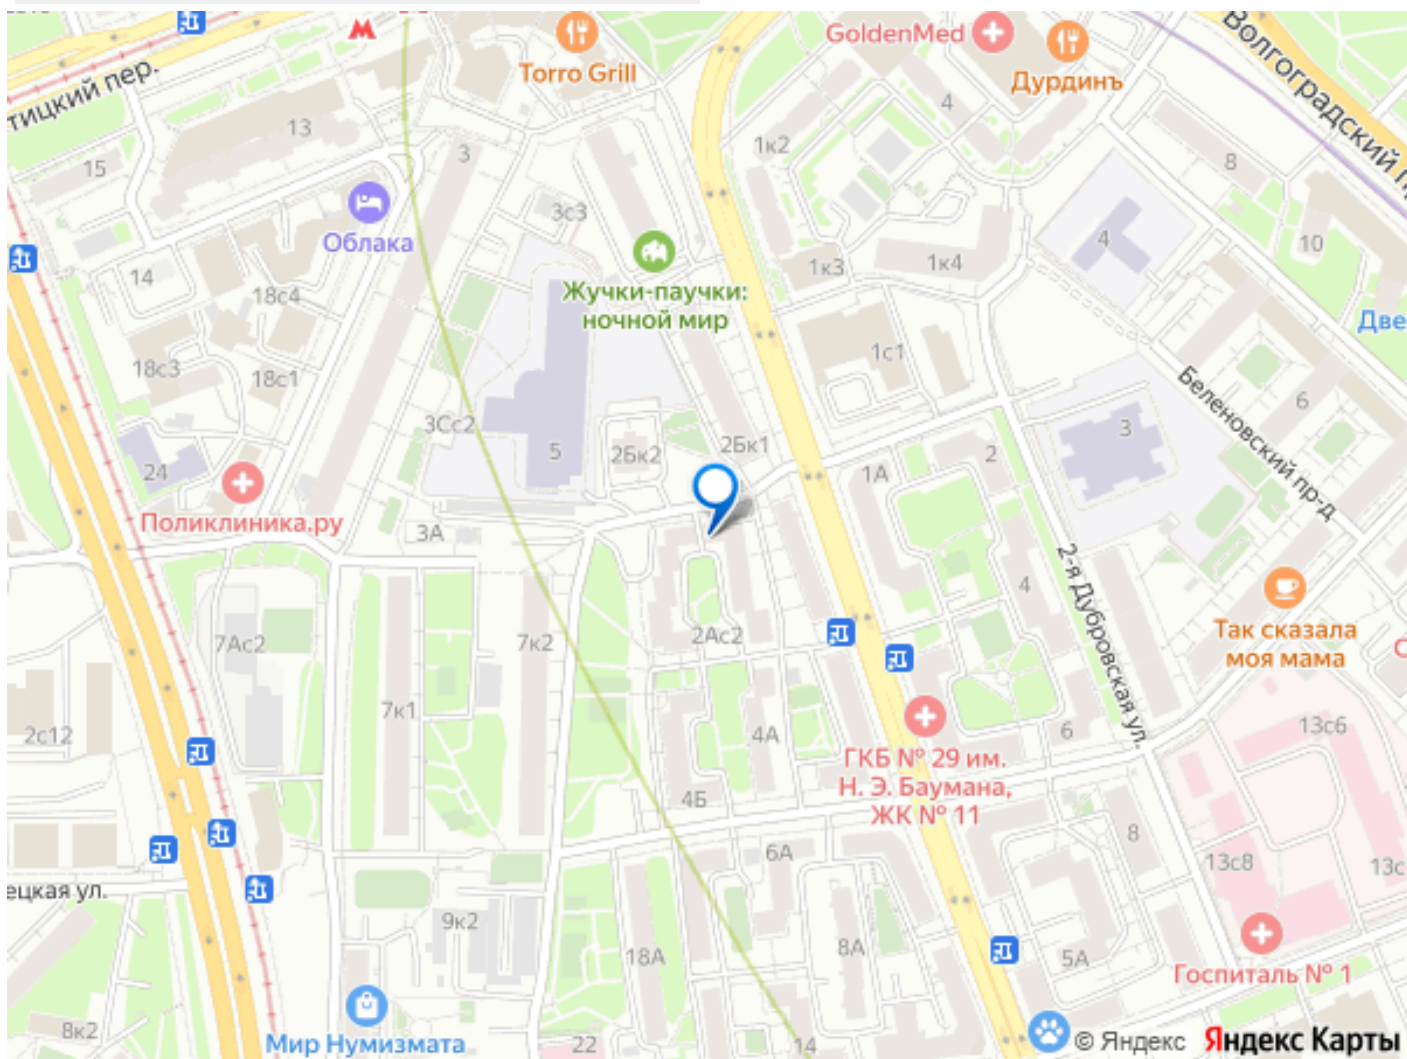 GoldenMed
Волгоградский п
Torro Grill
Дурдинъ
тицкий пер.
4
13
3
1к2
15
8
3с3
4
10
Облака
1к3
1к4
14
Жучки-паучки:
ночной мир
18с4
Две
1с1
18с3
18с1
Беленовский пр-д
6
3Сс2
2Бк1
3
5
2Бк2
2
24
1А
Поликлиника.ру
3А
2-я Дубровская ул.
4
7Ас2
7к2
2Ас2
Так сказала
моя мама
С
7к1
2с12
4А
6
13с6
ГКБ № 29 им.
Н. Э. Баумана,
ЖК № 11
4Б
8
6А
13с8
13с
ецкая ул.
9к2
18А
8А
5А
Госпиталь № 1
8к2
Мир Нумизмата
22
14
© Яндекс Яндекс Карты